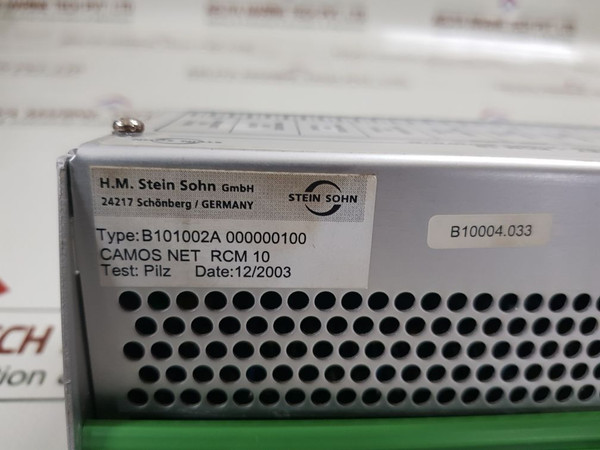 H.M. Stein Sohn GmbH
24217 Schönberg / GERMANY
STEIN SOHN
Type:B101002A 000000100
CAMOS NET RCM 10
Test: Pilz Date:12/2003
B10004.033